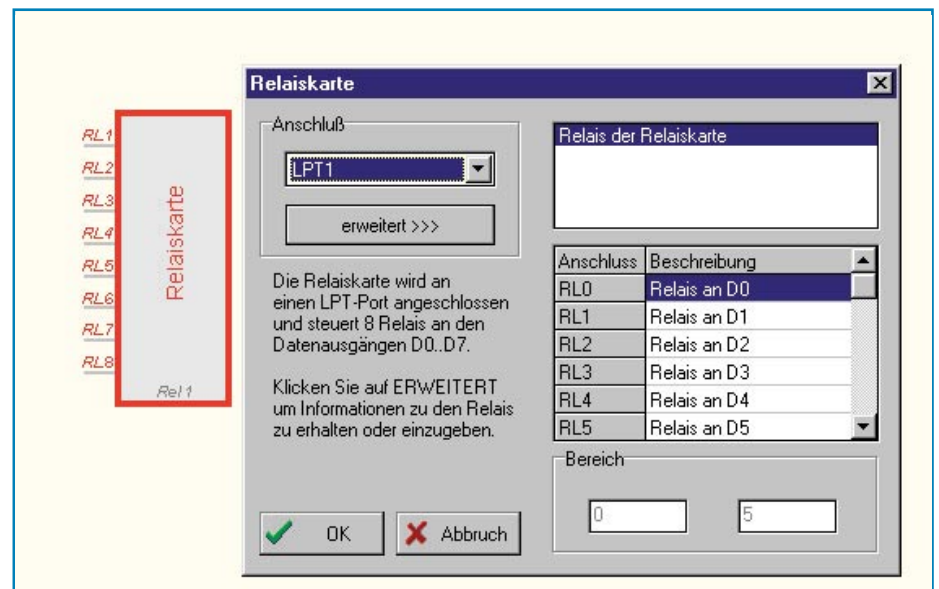 RL1
RL2
RL3
RL4
RL5
RL6
RL7
RL8
Relaiskarte
Rel1
Relaiskarte
Anschluß
LPT1
erweitert >>>
Die Relaiskarte wird an
einen LPT-Port angeschlossen
und steuert 8 Relais an den
Datenausgängen D0..D7.
Klicken Sie auf ERWEITERT
um Informationen zu den Relais
zu erhalten oder einzugeben.
OK
Abbruch
Relais der Relaiskarte
Anschluss Beschreibung
RL0 Relais an D0
RL1 Relais an D1
RL2 Relais an D2
RL3 Relais an D3
RL4 Relais an D4
RL5 Relais an D5
Bereich
0 5